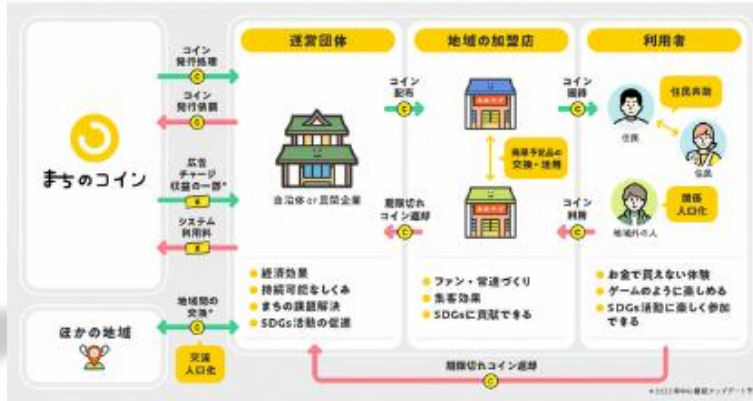 コイン
発行処理
コイン
発行依頼
まちのコイン
広告
チャージ
収益の一部*
システム
利用料
ほかの地域
地域間の
交換*
交流
人口化
運営団体
自治体 or 民間企業
経済効果
持続可能なしくみ
まちの課題解決
SDGs活動の促進
コイン
配布
期限切れ
コイン返却
地域の加盟店
廃棄予定品の
交換・活用
ファン・常連づくり
集客効果
SDGsに貢献できる
コイン
獲得
コイン
利用
利用者
住民
住民共助
住民
関係
人口化
地域外の人
お金で買えない体験
ゲームのように楽しめる
SDGs活動に楽しく参加
できる
期限切れコイン返却